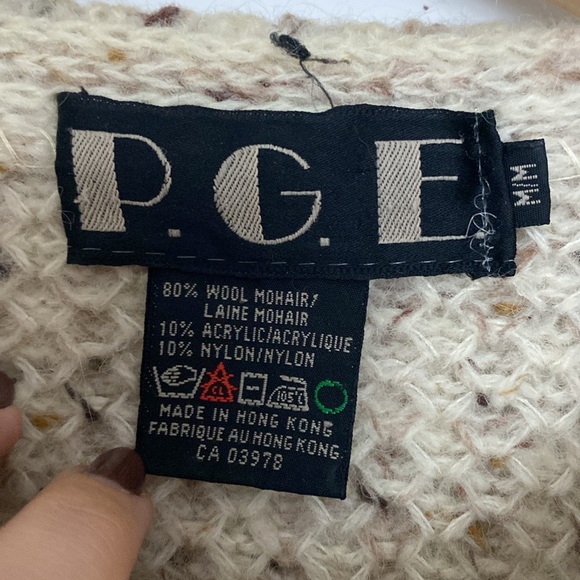 P.G.E.
M/M
80% WOOL MOHAIR/
LAINE MOHAIR
10% ACRYLIC/ACRYLIQUE
10% NYLON/NYLON
CL 105°C
MADE IN HONG KONG
FABRIQUE AU HONG KONG
CA 03978